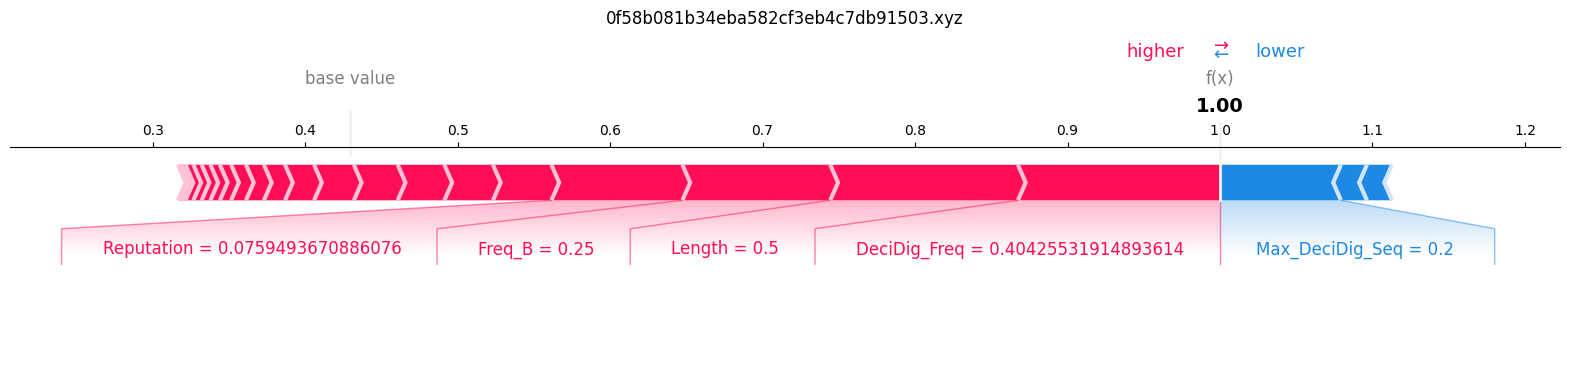 0f58b081b34eba582cf3eb4c7db91503.xyz
higher → ← lower
base value f(x)
1.00
0.3 0.4 0.5 0.6 0.7 0.8 0.9 1.0 1.1 1.2
Reputation = 0.0759493670886076 Freq_B = 0.25 Length = 0.5 DeciDig_Freq = 0.40425531914893614 Max_DeciDig_Seq = 0.2